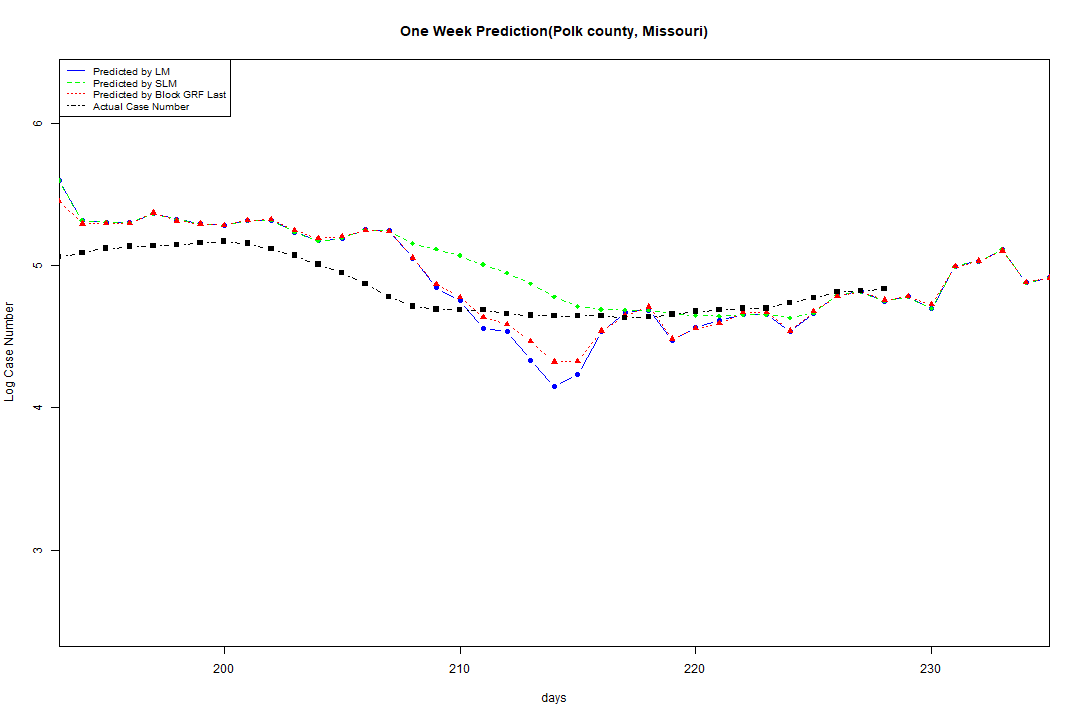 One Week Prediction(Polk county, Missouri)
Predicted by LM
Predicted by SLM
Predicted by Block GRF Last
Actual Case Number
6
5
4
3
Log Case Number
200 210 220 230
days